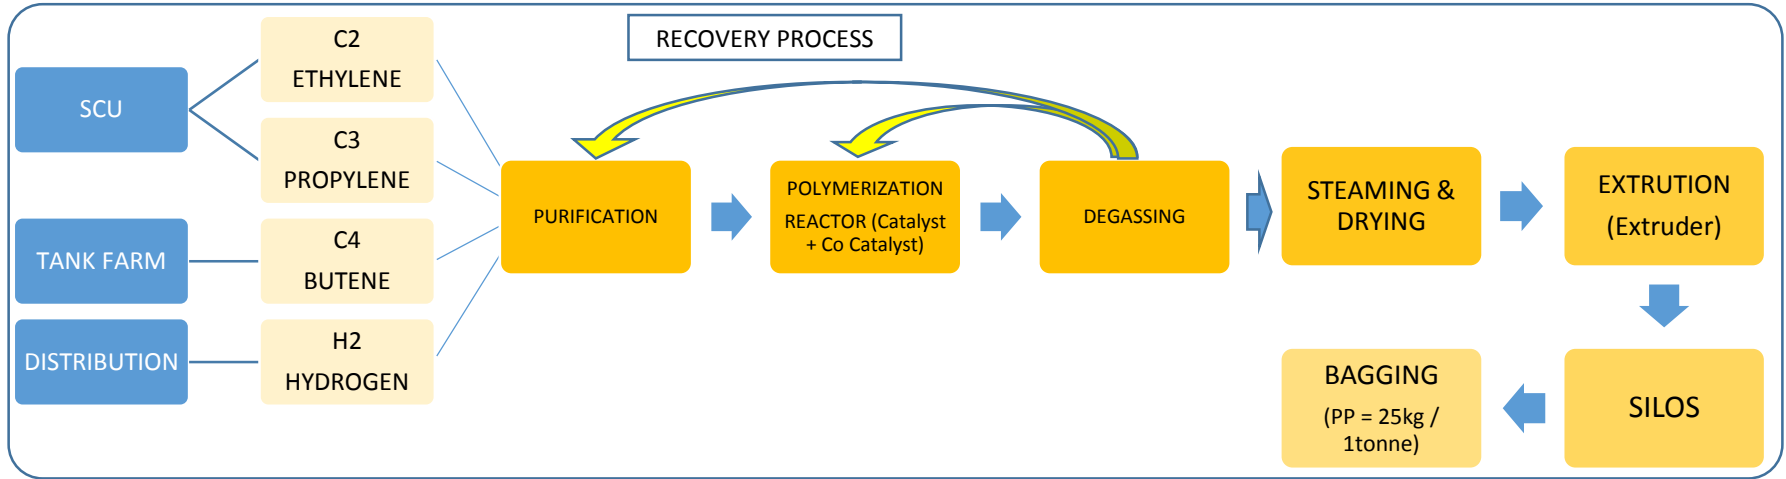 RECOVERY PROCESS
SCU
C2
ETHYLENE
C3
PROPYLENE
TANK FARM
C4
BUTENE
DISTRIBUTION
H2
HYDROGEN
PURIFICATION
POLYMERIZATION
REACTOR (Catalyst
+ Co Catalyst)
DEGASSING
STEAMING &
DRYING
EXTRUTION
(Extruder)
SILOS
BAGGING
(PP = 25kg /
1tonne)